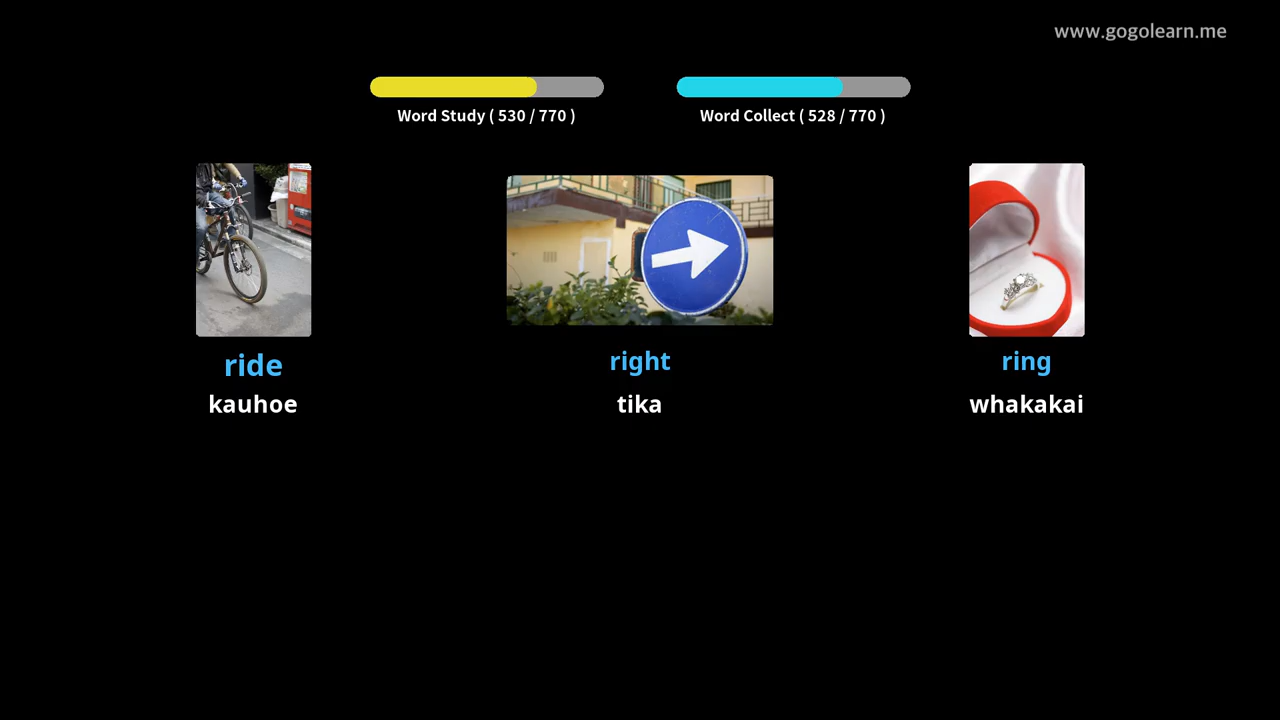 www.gogolearn.me
Word Study ( 530 / 770 )
Word Collect ( 528 / 770 )
ride
right
ring
kauhoe
tika
whakakai